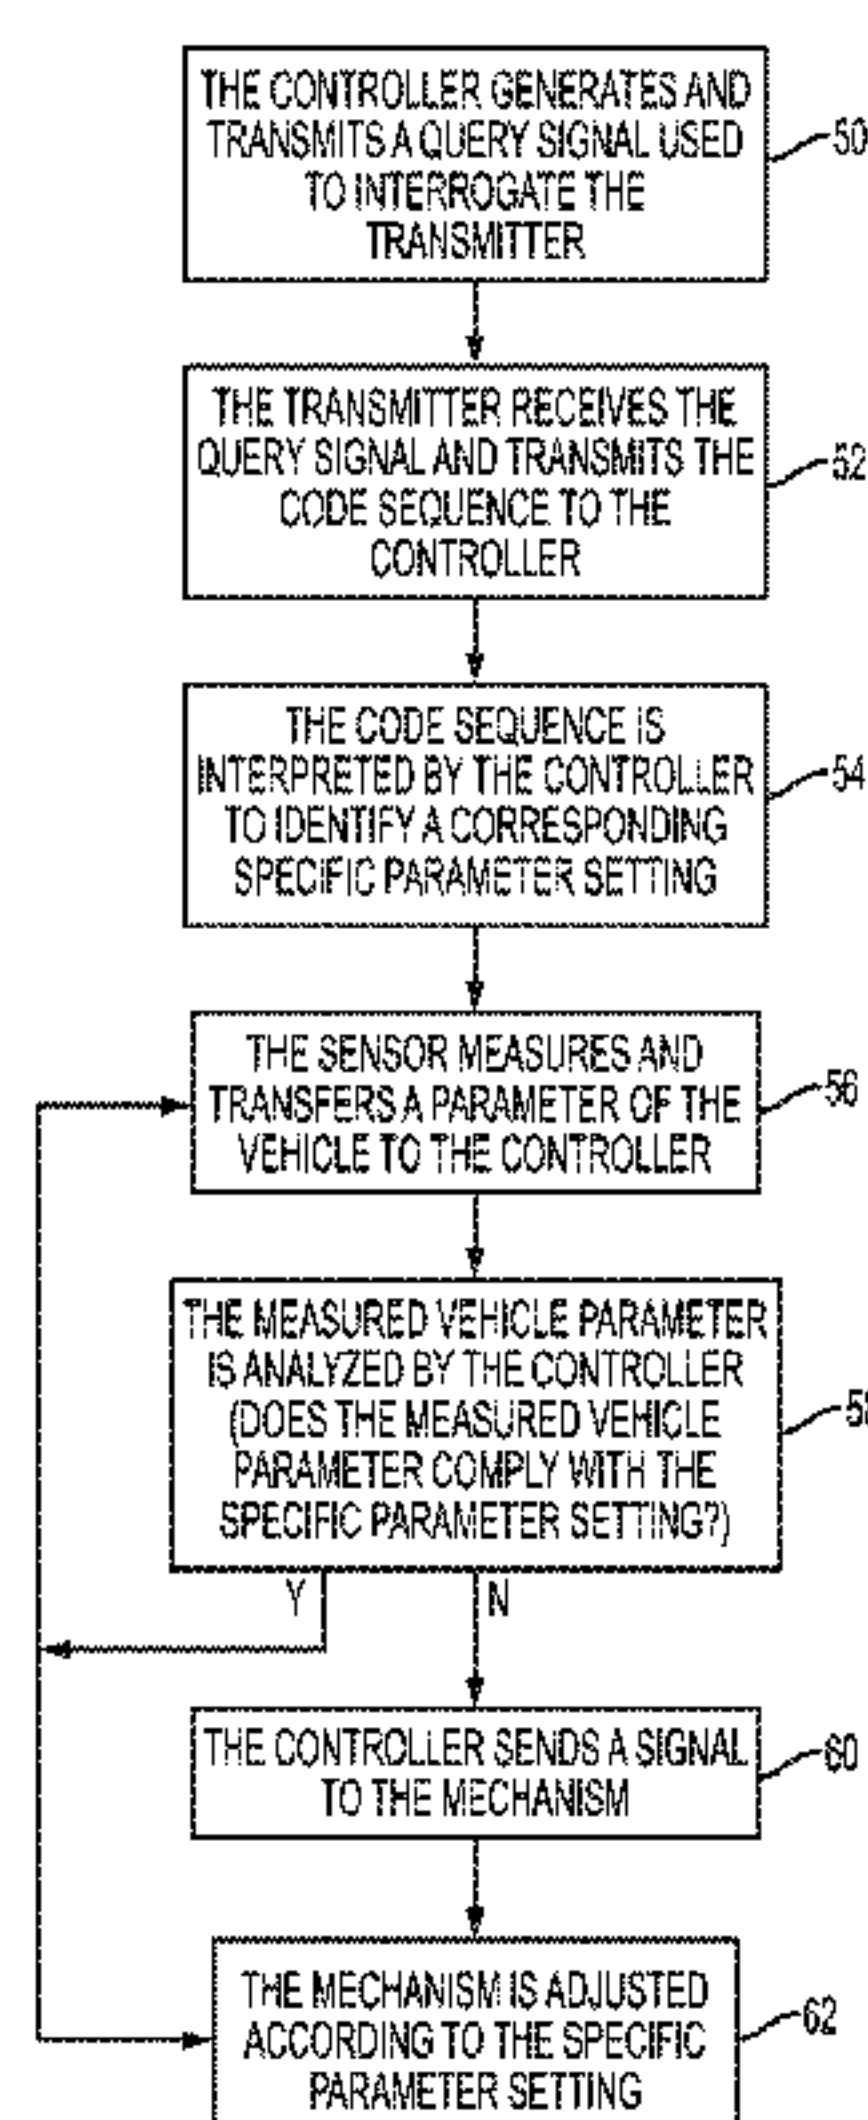 THE CONTROLLER GENERATES AND
TRANSMITS A QUERY SIGNAL USED
TO INTERROGATE THE
TRANSMITTER
50
THE TRANSMITTER RECEIVES THE
QUERY SIGNAL AND TRANSMITS THE
CODE SEQUENCE TO THE
CONTROLLER
52
THE CODE SEQUENCE IS
INTERPRETED BY THE CONTROLLER
TO IDENTIFY A CORRESPONDING
SPECIFIC PARAMETER SETTING
54
THE SENSOR MEASURES AND
TRANSFERS A PARAMETER OF THE
VEHICLE TO THE CONTROLLER
56
THE MEASURED VEHICLE PARAMETER
IS ANALYZED BY THE CONTROLLER
(DOES THE MEASURED VEHICLE
PARAMETER COMPLY WITH THE
SPECIFIC PARAMETER SETTING?)
Y
N
THE CONTROLLER SENDS A SIGNAL
TO THE MECHANISM
60
THE MECHANISM IS ADJUSTED
ACCORDING TO THE SPECIFIC
PARAMETER SETTING
62